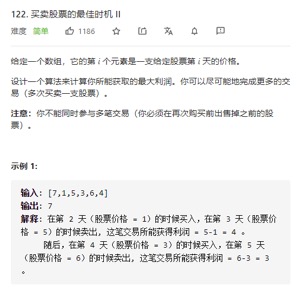 122. 买卖股票的最佳时机 II
难度 简单 1186
给定一个数组，它的第 i 个元素是一支给定股票第 i 天的价格。
设计一个算法来计算你所能获取的最大利润。你可以尽可能地完成更多的交
易（多次买卖一支股票）。
注意：你不能同时参与多笔交易（你必须在再次购买前出售掉之前的股
票）。
示例 1:
输入: [7,1,5,3,6,4]
输出: 7
解释: 在第 2 天（股票价格 = 1）的时候买入，在第 3 天（股票价
格 = 5）的时候卖出, 这笔交易所能获得利润 = 5-1 = 4 。
随后，在第 4 天（股票价格 = 3）的时候买入，在第 5 天
（股票价格 = 6）的时候卖出, 这笔交易所能获得利润 = 6-3 = 3
。